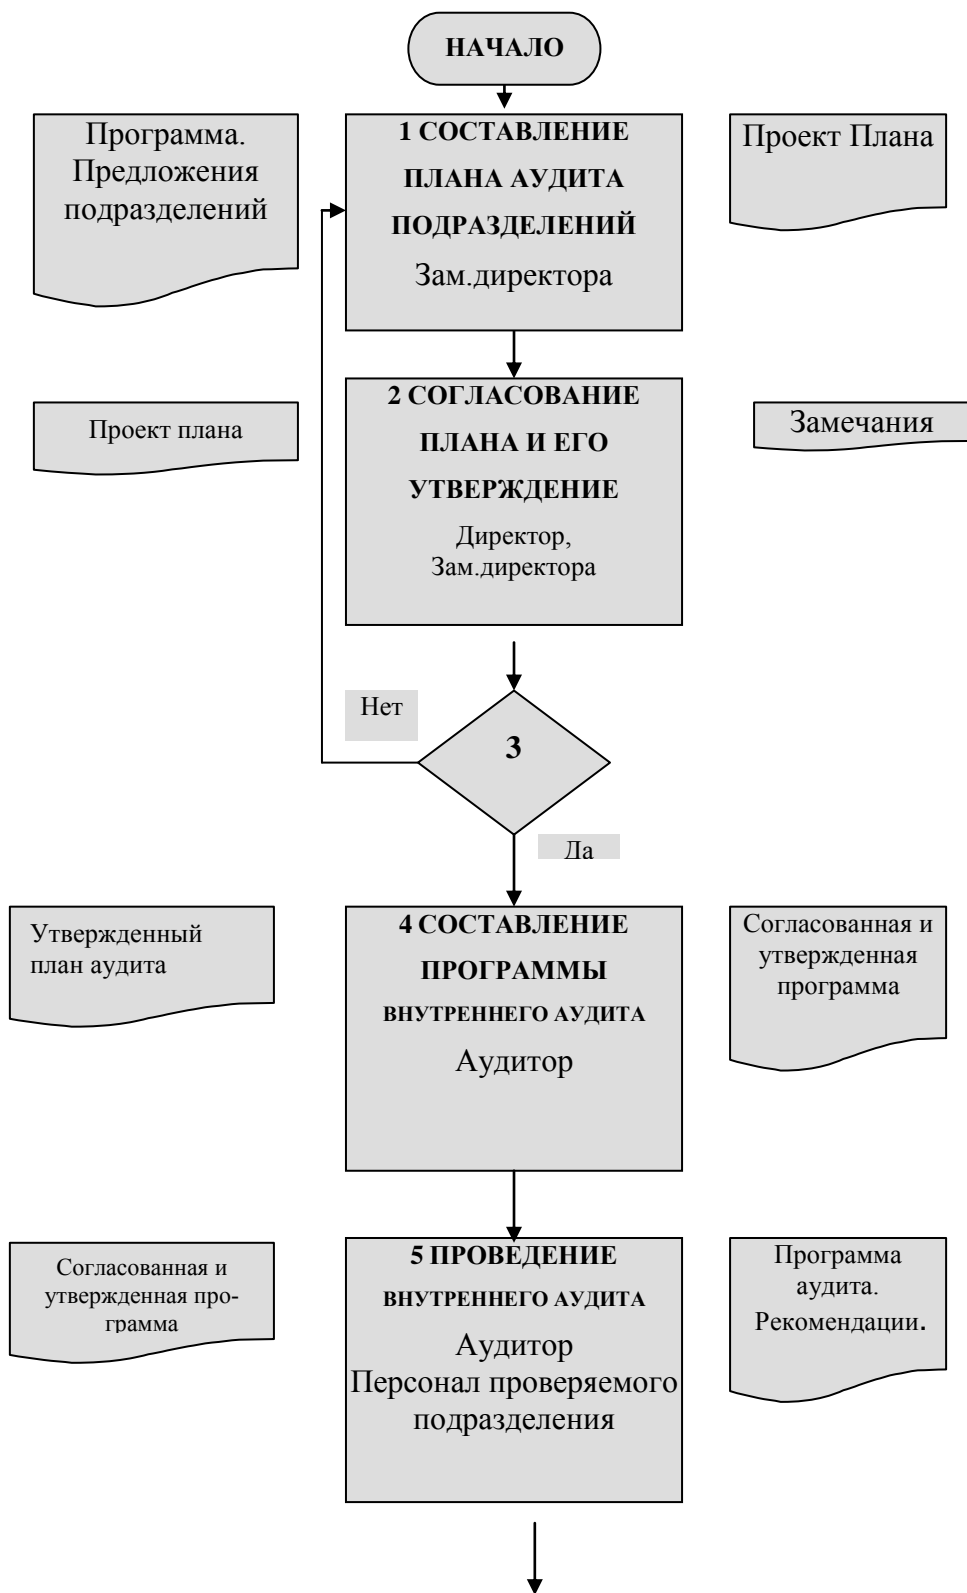 НАЧАЛО
Программа.
Предложения
подразделений
1 СОСТАВЛЕНИЕ
ПЛАНА АУДИТА
ПОДРАЗДЕЛЕНИЙ
Зам.директора
Проект Плана
Проект плана
2 СОГЛАСОВАНИЕ
ПЛАНА И ЕГО
УТВЕРЖДЕНИЕ
Директор,
Зам.директора
Замечания
Нет
3
Да
Утвержденный
план аудита
4 СОСТАВЛЕНИЕ
ПРОГРАММЫ
ВНУТРЕННЕГО АУДИТА
Аудитор
Согласованная и
утвержденная
программа
Согласованная и
утвержденная про-
грамма
5 ПРОВЕДЕНИЕ
ВНУТРЕННЕГО АУДИТА
Аудитор
Персонал проверяемого
подразделения
Программа
аудита.
Рекомендации.